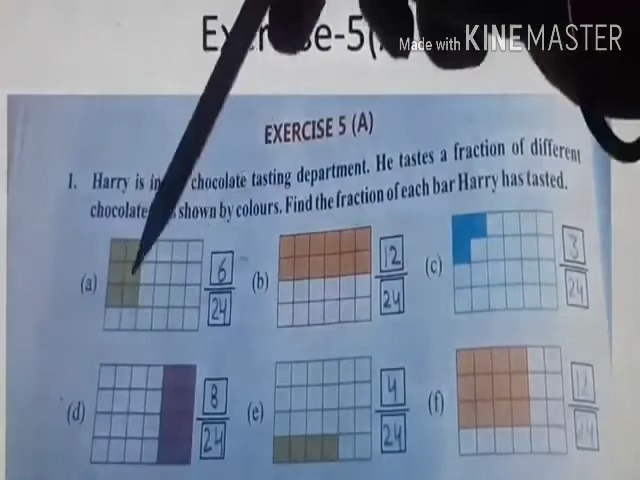 Made with KINEMASTER
EXERCISE 5 (A)
1. Harry is in chocolate tasting department. He tastes a fraction of different
chocolate shown by colours. Find the fraction of each bar Harry has tasted.
(a) 6/24 (b) 12/24 (c) 3/24
(d) 8/24 (e) 4/24 (f)